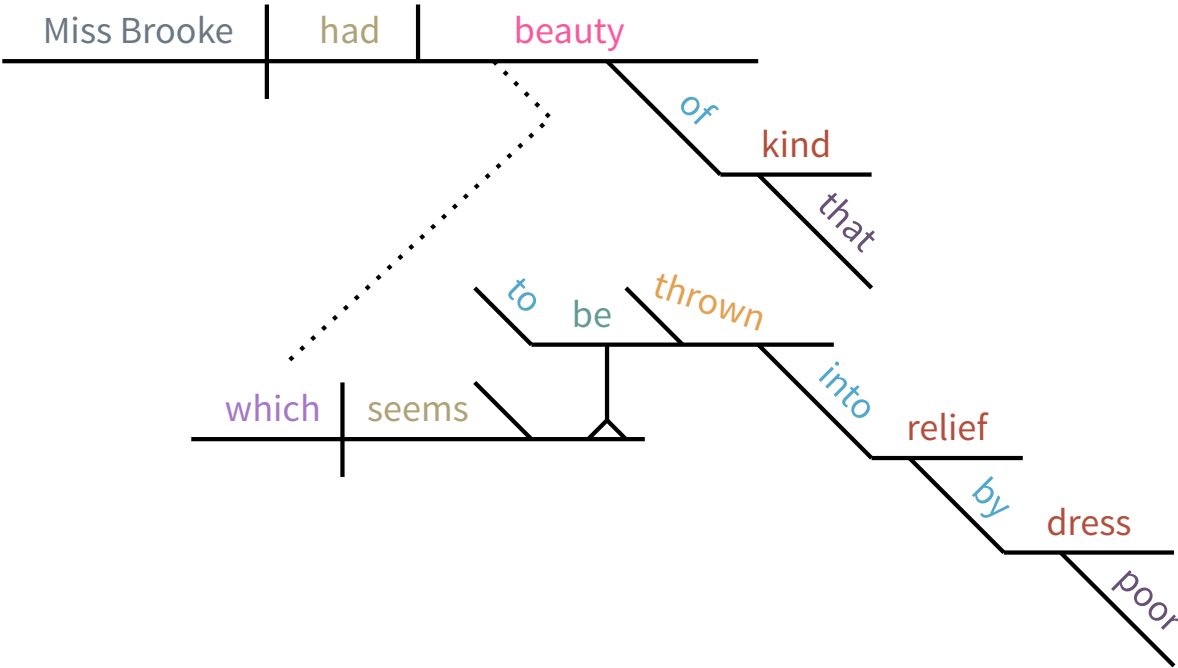 Miss Brooke had beauty
of
kind
that
to be thrown
into
which seems
relief
by
dress
poor